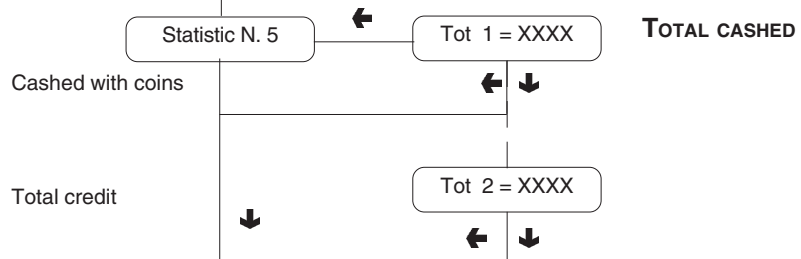 Statistic N. 5
Tot 1 = XXXX
TOTAL CASHED
Cashed with coins
Tot 2 = XXXX
Total credit